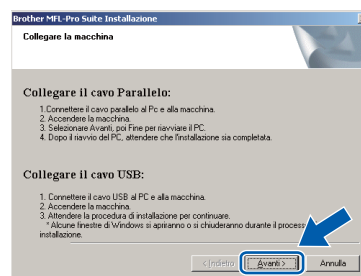 Brother MFL-Pro Suite Installazione
Collegare la macchina
Collegare il cavo Parallelo:
1. Connettere il cavo parallelo al Pc e alla macchina.
2. Accendere la macchina.
3. Selezionare Avanti, poi Fine per riavviare il PC.
4. Dopo il riavvio del PC, attendere che l'installazione sia completata.
Collegare il cavo USB:
1. Connettere il cavo USB al PC e alla macchina.
2. Accendere la macchina.
3. Attendere la procedura di installazione per continuare.
* Alcune finestre di Windows si apriranno o si chiuderanno durante il
installazione.
< Indietro Avanti > Annulla